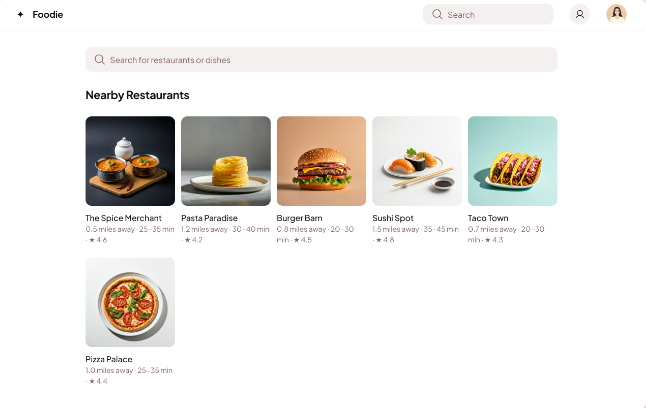 Foodie
Search
Search for restaurants or dishes
Nearby Restaurants
The Spice Merchant
0.5 miles away · 25–35 min
· ★ 4.6
Pasta Paradise
1.2 miles away · 30–40 min
· ★ 4.2
Burger Barn
0.8 miles away · 20–30
min · ★ 4.5
Sushi Spot
1.5 miles away · 35–45 min
· ★ 4.8
Taco Town
0.7 miles away · 20–30
min · ★ 4.3
Pizza Palace
1.0 miles away · 25–35 min
· ★ 4.4